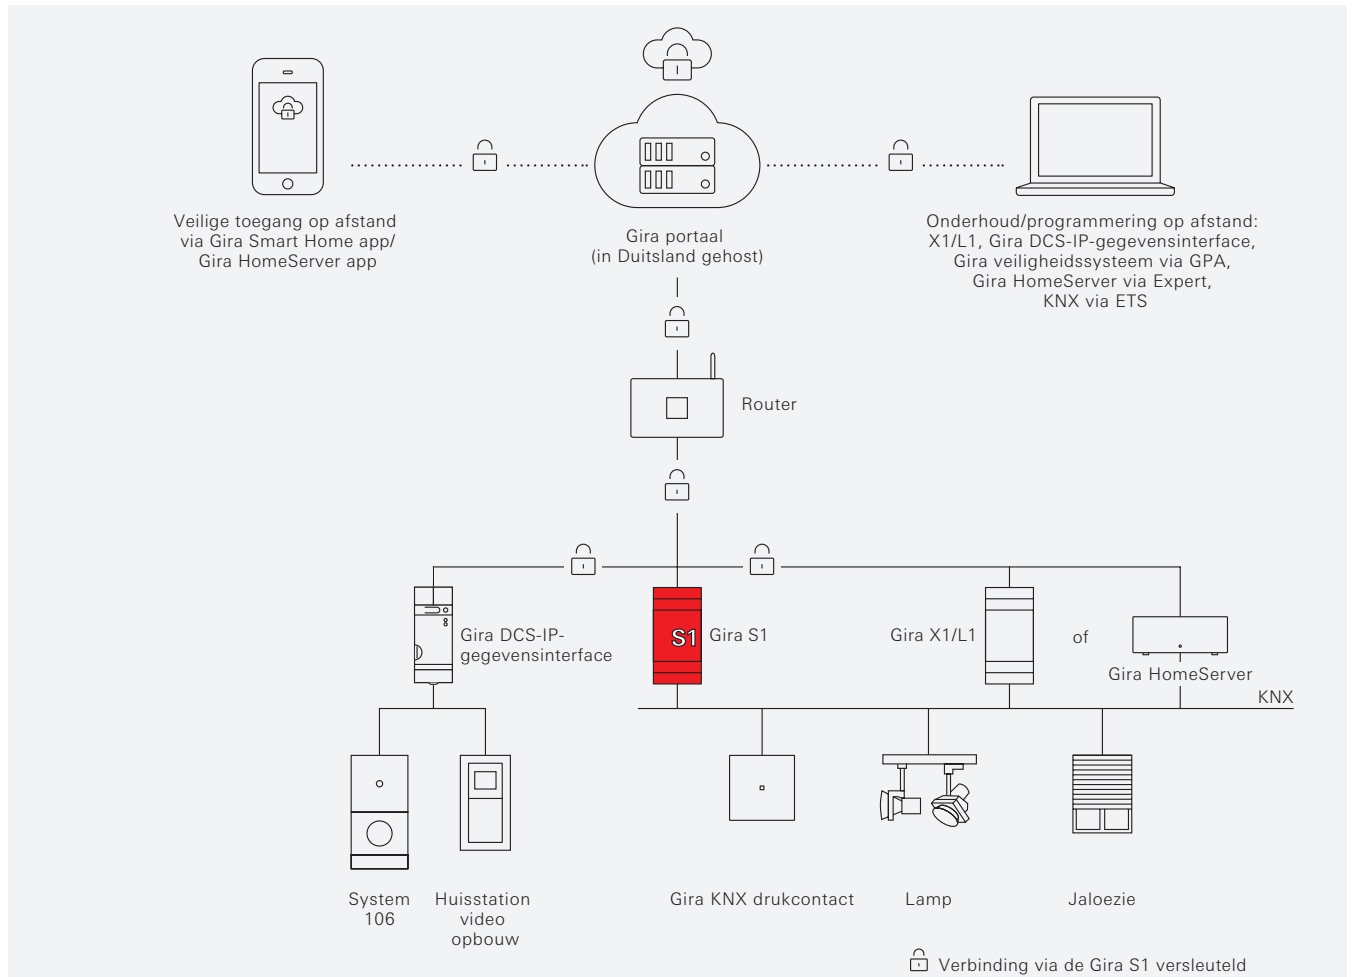 Veilige toegang op afstand
via Gira Smart Home app/
Gira HomeServer app
Gira portaal
(in Duitsland gehost)
Onderhoud/programmering op afstand:
X1/L1, Gira DCS-IP-gegevensinterface,
Gira veiligheidssysteem via GPA,
Gira HomeServer via Expert,
KNX via ETS
Router
Gira DCS-IP-
gegevensinterface
S1
Gira S1
Gira X1/L1
of
Gira HomeServer
KNX
System
106
Huisstation
video
opbouw
Gira KNX drukcontact
Lamp
Jaloezie
Verbinding via de Gira S1 versleuteld